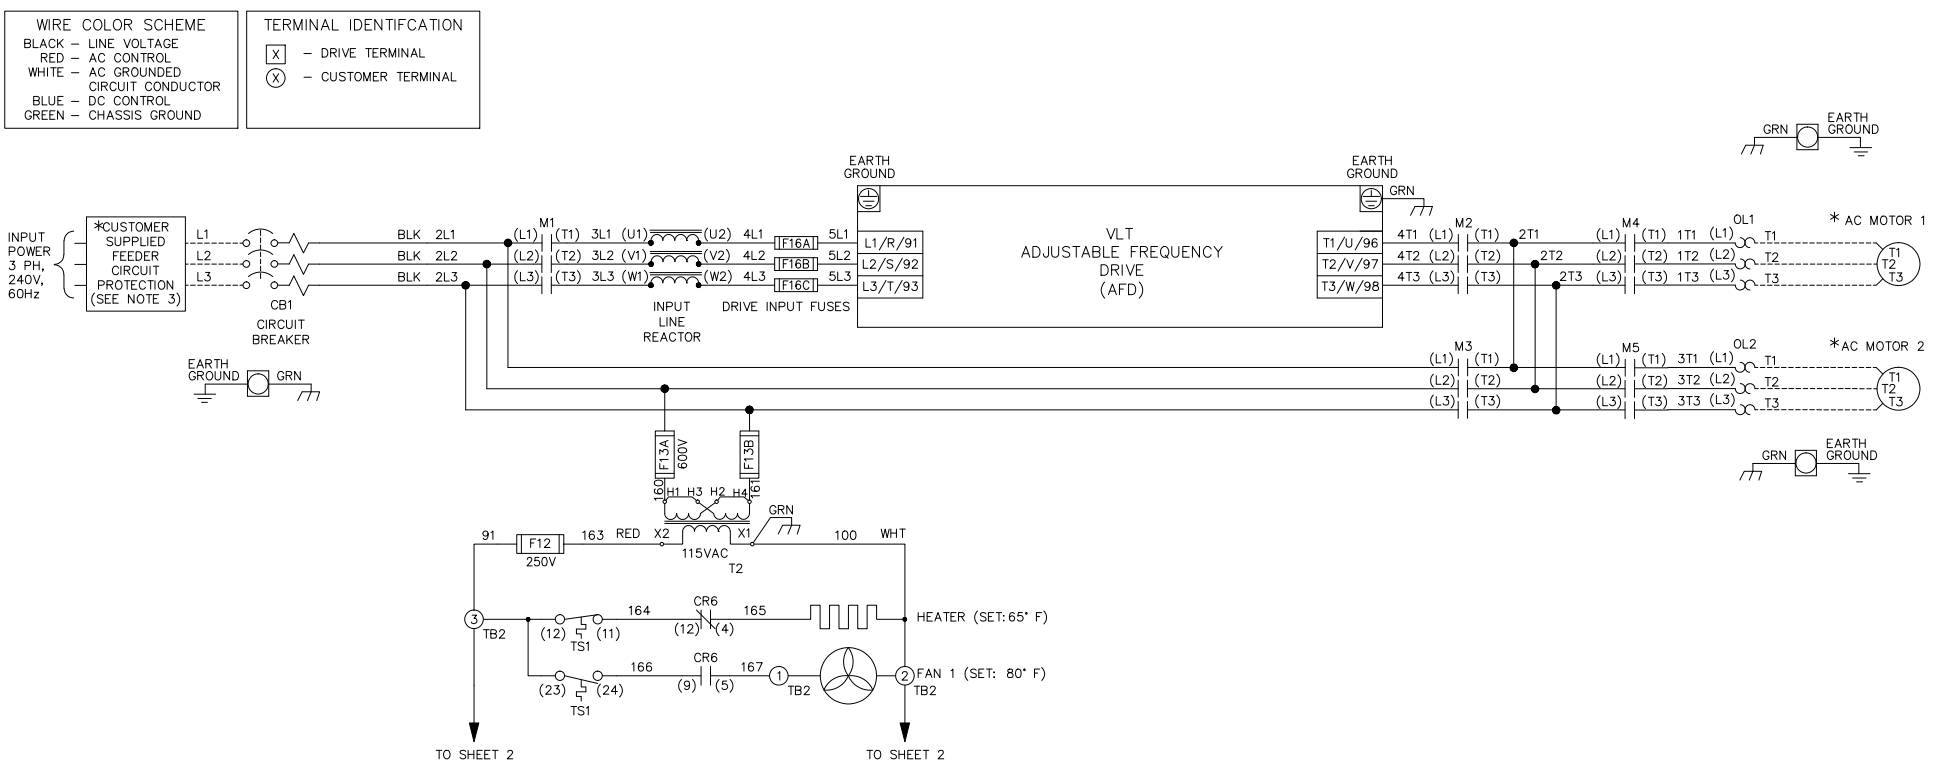 WIRE COLOR SCHEME
BLACK – LINE VOLTAGE
RED – AC CONTROL
WHITE – AC GROUNDED
CIRCUIT CONDUCTOR
BLUE – DC CONTROL
GREEN – CHASSIS GROUND
TERMINAL IDENTIFCATION
X – DRIVE TERMINAL
X – CUSTOMER TERMINAL
GRN
EARTH
GROUND
EARTH
GROUND
EARTH
GROUND
GRN
INPUT
POWER
3 PH,
240V,
60Hz
*CUSTOMER
SUPPLIED
FEEDER
CIRCUIT
PROTECTION
(SEE NOTE 3)
L1
L2
L3
CB1
CIRCUIT
BREAKER
BLK 2L1
BLK 2L2
BLK 2L3
M1
(L1) (T1) 3L1 (U1) (U2) 4L1 F16A 5L1 L1/R/91
(L2) (T2) 3L2 (V1) (V2) 4L2 F16B 5L2 L2/S/92
(L3) (T3) 3L3 (W1) (W2) 4L3 F16C 5L3 L3/T/93
INPUT
LINE
REACTOR
DRIVE INPUT FUSES
VLT
ADJUSTABLE FREQUENCY
DRIVE
(AFD)
M2 M4 OL1 * AC MOTOR 1
T1/U/96 4T1 (L1) (T1) 2T1 (L1) (T1) 1T1 (L1) T1
T2/V/97 4T2 (L2) (T2) 2T2 (L2) (T2) 1T2 (L2) T2
T3/W/98 4T3 (L3) (T3) 2T3 (L3) (T3) 1T3 (L3) T3
T1
T2
T3
M3 M5 OL2 *AC MOTOR 2
(L1) (T1) (L1) (T1) 3T1 (L1) T1
(L2) (T2) (L2) (T2) 3T2 (L2) T2
(L3) (T3) (L3) (T3) 3T3 (L3) T3
T1
T2
T3
EARTH
GROUND GRN
GRN
EARTH
GROUND
F13A
600V
F13B
160
161
H1 H3 H2 H4
GRN
91 F12 163 RED X2 X1 100 WHT
250V
115VAC
T2
3
TB2
164 CR6 165
(12) (11) (12) (4)
TS1
HEATER (SET:65° F)
166 CR6 167
(23) (24) (9) (5)
TS1
1
TB2
2
TB2
FAN 1 (SET: 80° F)
TO SHEET 2
TO SHEET 2